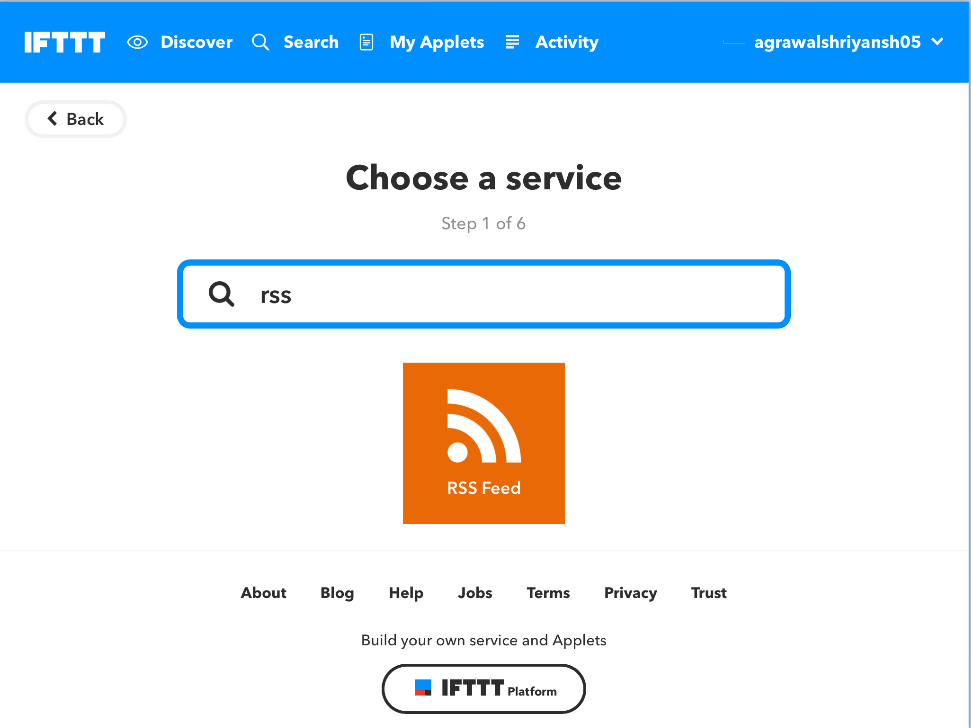 IFTTT Discover Search My Applets Activity agrawalshriyansh05
Back
Choose a service
Step 1 of 6
rss
RSS Feed
About Blog Help Jobs Terms Privacy Trust
Build your own service and Applets
IFTTT Platform